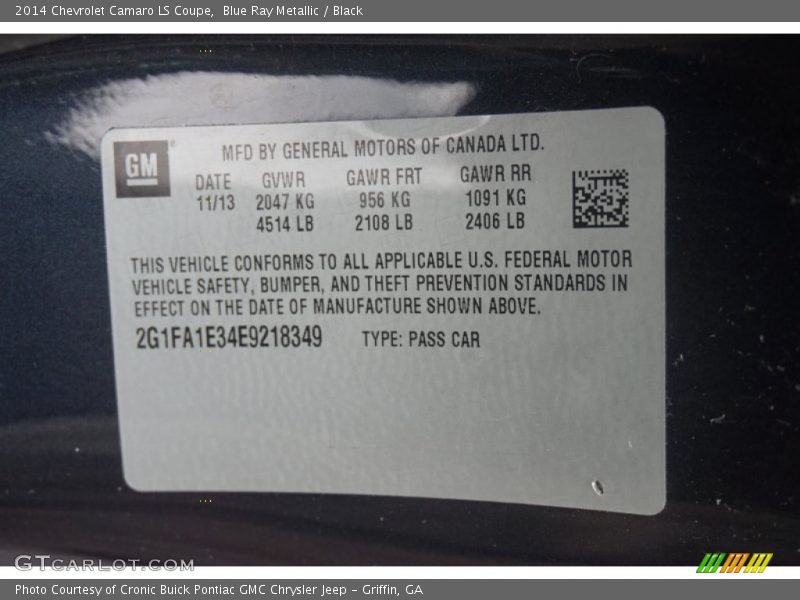 2014 Chevrolet Camaro LS Coupe,  Blue Ray Metallic / Black
GM
MFD BY GENERAL MOTORS OF CANADA LTD.
DATE GVWR GAWR FRT GAWR RR
11/13 2047 KG 956 KG 1091 KG
4514 LB 2108 LB 2406 LB
THIS VEHICLE CONFORMS TO ALL APPLICABLE U.S. FEDERAL MOTOR
VEHICLE SAFETY, BUMPER, AND THEFT PREVENTION STANDARDS IN
EFFECT ON THE DATE OF MANUFACTURE SHOWN ABOVE.
2G1FA1E34E9218349 TYPE: PASS CAR
GTCARLOT.COM
Photo Courtesy of Cronic Buick Pontiac GMC Chrysler Jeep - Griffin, GA